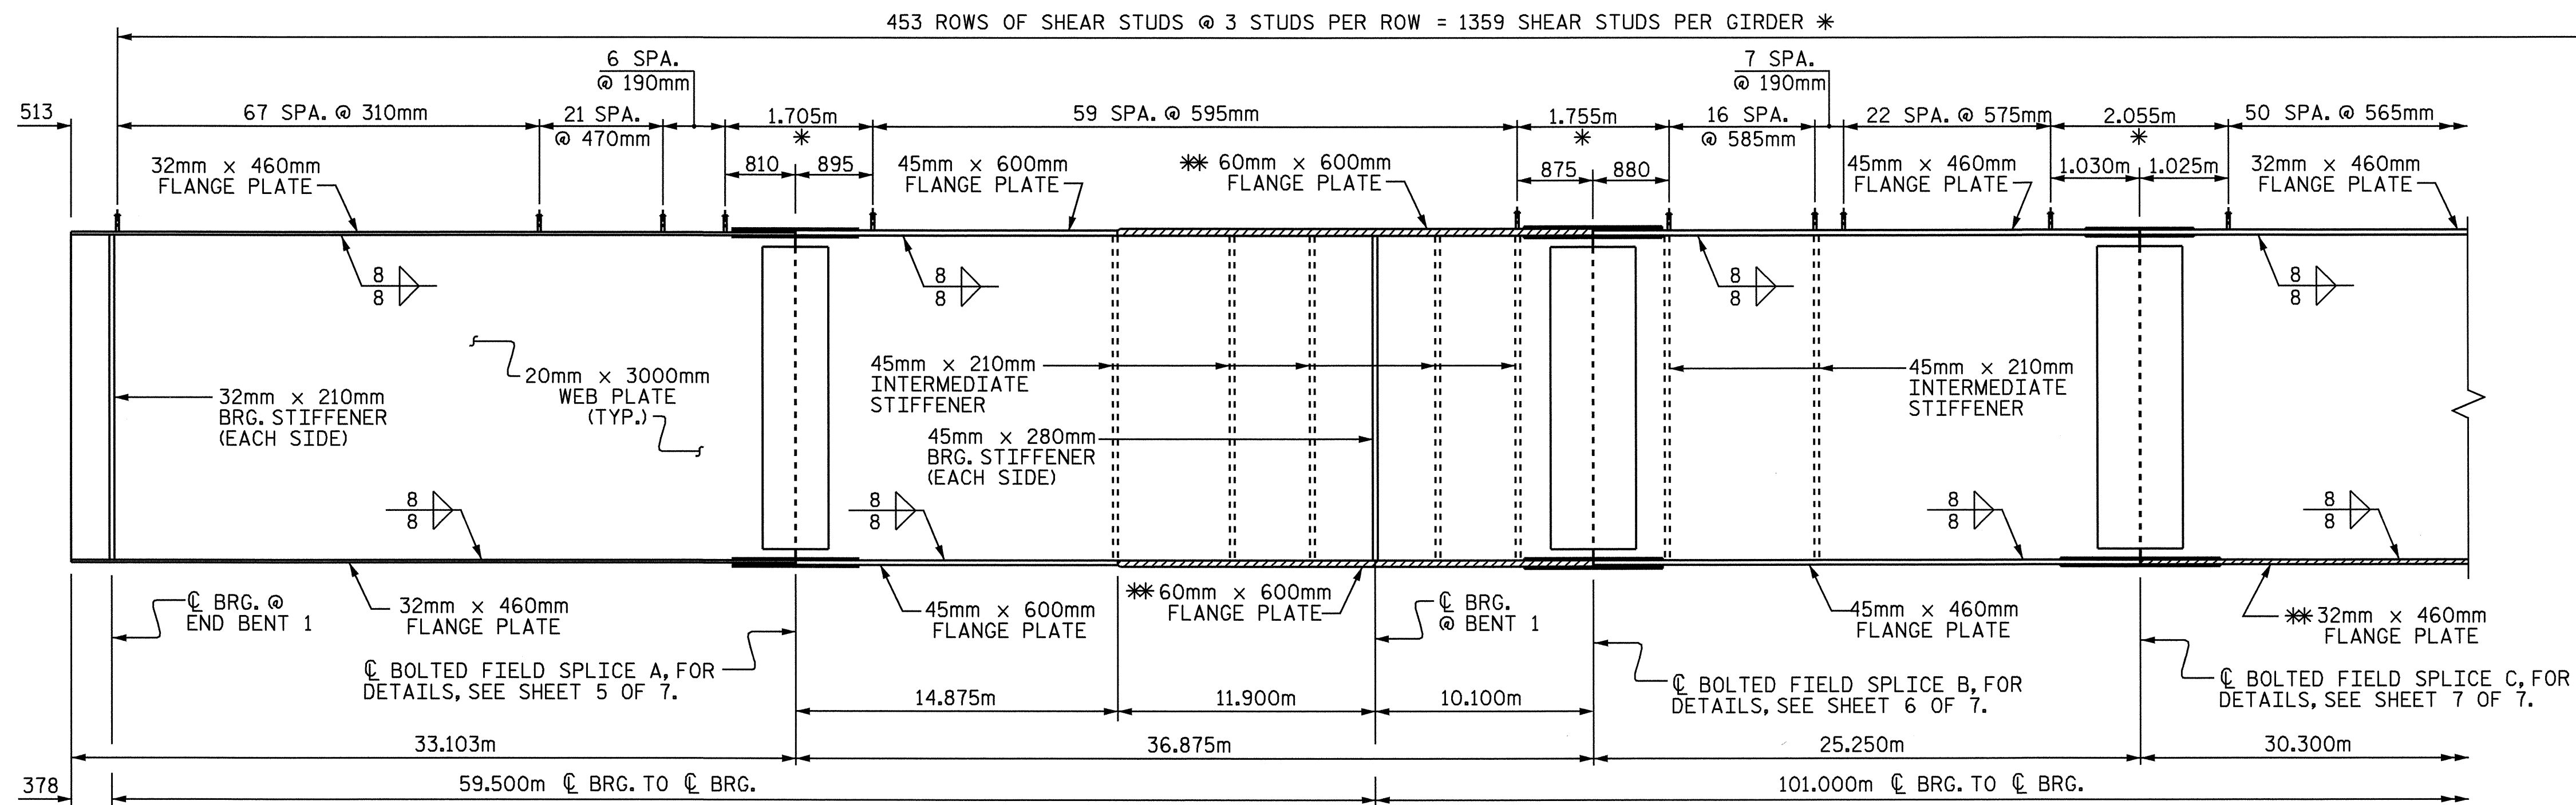 453 ROWS OF SHEAR STUDS @ 3 STUDS PER ROW = 1359 SHEAR STUDS PER GIRDER *
6 SPA.
@ 190mm
7 SPA.
@ 190mm
513
67 SPA. @ 310mm
21 SPA.
@ 470mm
1.705m
*
59 SPA. @ 595mm
1.755m
*
16 SPA.
@ 585mm
22 SPA. @ 575mm
2.055m
*
50 SPA. @ 565mm
32mm x 460mm
FLANGE PLATE
810
895
45mm x 600mm
FLANGE PLATE
** 60mm x 600mm
FLANGE PLATE
875
880
45mm x 460mm
FLANGE PLATE
1.030m
1.025m
32mm x 460mm
FLANGE PLATE
8
8
8
8
8
8
8
8
32mm x 210mm
BRG. STIFFENER
(EACH SIDE)
20mm x 3000mm
WEB PLATE
(TYP.)
45mm x 210mm
INTERMEDIATE
STIFFENER
45mm x 280mm
BRG. STIFFENER
(EACH SIDE)
45mm x 210mm
INTERMEDIATE
STIFFENER
8
8
8
8
8
8
8
8
℄ BRG. @
END BENT 1
32mm x 460mm
FLANGE PLATE
45mm x 600mm
FLANGE PLATE
** 60mm x 600mm
FLANGE PLATE
℄ BRG.
@ BENT 1
45mm x 460mm
FLANGE PLATE
** 32mm x 460mm
FLANGE PLATE
℄ BOLTED FIELD SPLICE A, FOR
DETAILS, SEE SHEET 5 OF 7.
℄ BOLTED FIELD SPLICE B, FOR
DETAILS, SEE SHEET 6 OF 7.
℄ BOLTED FIELD SPLICE C, FOR
DETAILS, SEE SHEET 7 OF 7.
14.875m
11.900m
10.100m
33.103m
36.875m
25.250m
30.300m
378
59.500m ℄ BRG. TO ℄ BRG.
101.000m ℄ BRG. TO ℄ BRG.